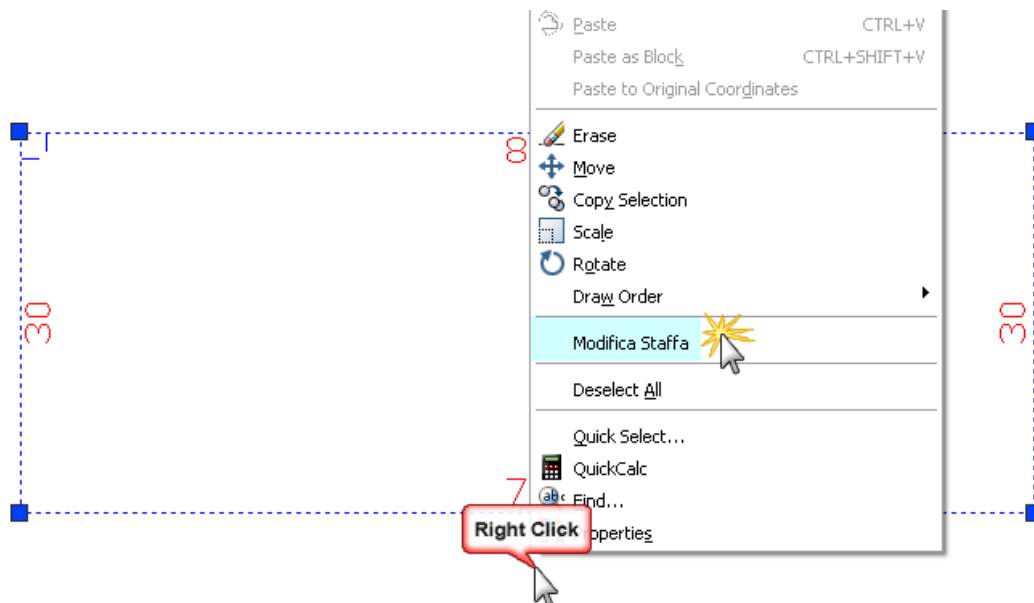 Paste CTRL+V
Paste as Block CTRL+SHIFT+V
Paste to Original Coordinates
Erase
8
Move
Copy Selection
Scale
Rotate
Draw Order
30
30
Modifica Staffa
Deselect All
Quick Select...
QuickCalc
7
Find...
Right Click
Properties